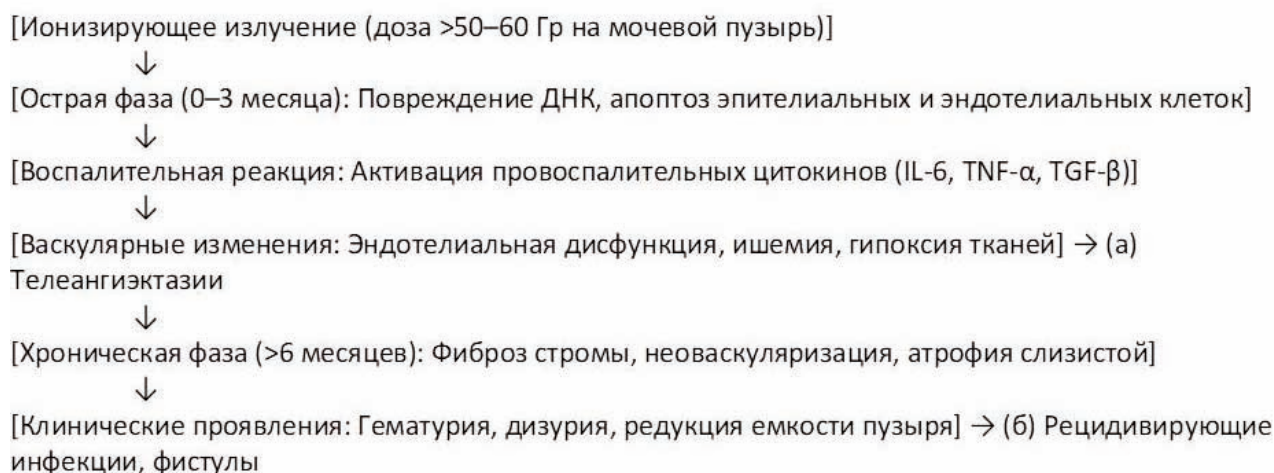 [Ионизирующее излучение (доза >50–60 Гр на мочевой пузырь)]
↓
[Острая фаза (0–3 месяца): Повреждение ДНК, апоптоз эпителиальных и эндотелиальных клеток]
↓
[Воспалительная реакция: Активация провоспалительных цитокинов (IL-6, TNF-α, TGF-β)]
↓
[Васкулярные изменения: Эндотелиальная дисфункция, ишемия, гипоксия тканей] → (а)
Телеангиэктазии
↓
[Хроническая фаза (>6 месяцев): Фиброз стромы, неоваскуляризация, атрофия слизистой]
↓
[Клинические проявления: Гематурия, дизурия, редукция емкости пузыря] → (б) Рецидивирующие
инфекции, фистулы